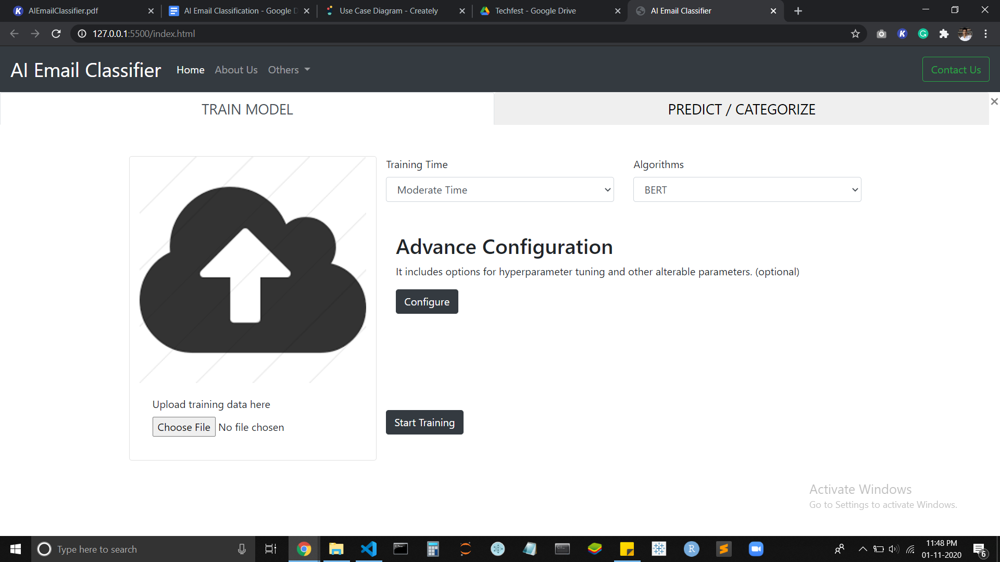 AIEmailClassifier.pdf
AI Email Classification - Google D
Use Case Diagram - Creately
Techfest - Google Drive
AI Email Classifier
127.0.0.1:5500/index.html
AI Email Classifier
Home
About Us
Others
Contact Us
TRAIN MODEL
PREDICT / CATEGORIZE
Training Time
Algorithms
Moderate Time
BERT
Advance Configuration
It includes options for hyperparameter tuning and other alterable parameters. (optional)
Configure
Upload training data here
Choose File No file chosen
Start Training
Activate Windows
Go to Settings to activate Windows.
Type here to search
11:48 PM
01-11-2020
6